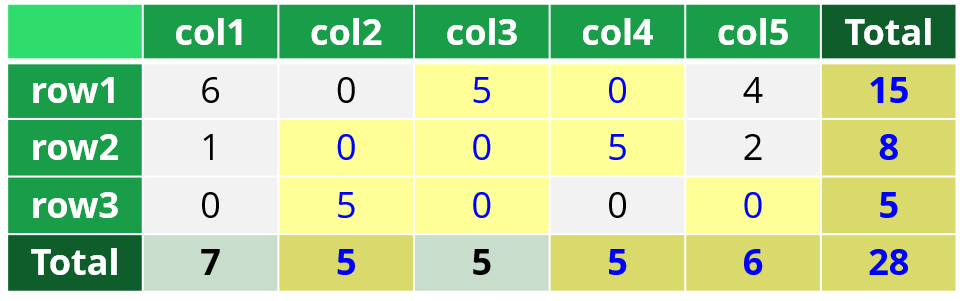 col1 col2 col3 col4 col5 Total
row1 6 0 5 0 4 15
row2 1 0 0 5 2 8
row3 0 5 0 0 0 5
Total 7 5 5 5 6 28